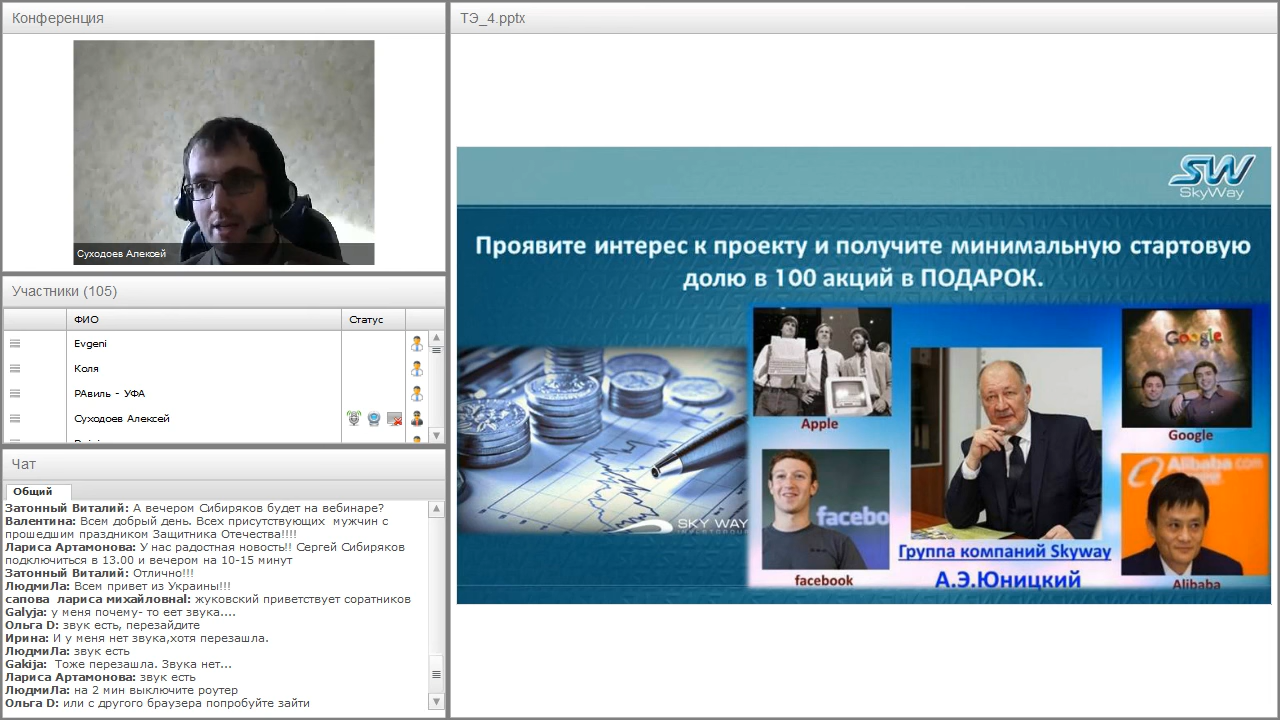 Конференция
Суходоев Алексей
Участники (105)
ФИО
Статус
Evgeni
Коля
РАвиль - УФА
Суходоев Алексей
Чат
Общий
Затонный Виталий: А вечером Сибиряков будет на вебинаре?
Валентина: Всем добрый день. Всех присутствующих мужчин с
прошедшим праздником Защитника отечества!!!!
Лариса Артамонова: У нас радостная новость!! Сергей Сибиряков
подключиться в 13.00 и вечером на 10-15 минут
Затонный Виталий: Отлично!!!
ЛюдмиЛа: Всем привет из Украины!!!
сапова лариса михайловнаl: жуковский приветствует соратников
Galyja: у меня почему- то еет звука....
Ольга D: звук есть, перезайдите
Ирина: И у меня нет звука,хотя перезашла.
ЛюдмиЛа: звук есть
Gakija: Тоже перезашла. Звука нет...
Лариса Артамонова: звук есть
ЛюдмиЛа: на 2 мин выключите роутер
Ольга D: или с другого браузера попробуйте зайти
ТЭ_4.pptx
SW
SkyWay
Проявите интерес к проекту и получите минимальную стартовую
долю в 100 акций в ПОДАРОК.
SKY WAY
Apple
facebo
facebook
Группа компаний Skyway
А.Э.Юницкий
Google
Google
Alibaba.com
Alibaba